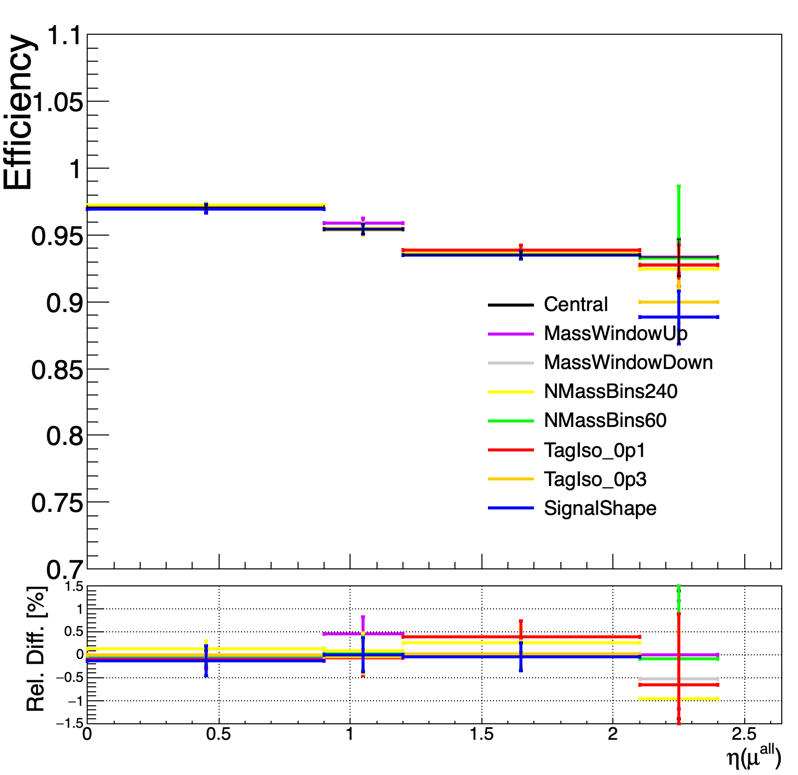 Efficiency
1.1
1.05
1
0.95
0.9
0.85
0.8
0.75
0.7
Central
MassWindowUp
MassWindowDown
NMassBins240
NMassBins60
TagIso_0p1
TagIso_0p3
SignalShape
Rel. Diff. [%]
1.5
1
0.5
0
−0.5
−1
−1.5
0 0.5 1 1.5 2 2.5
η(μ^all)